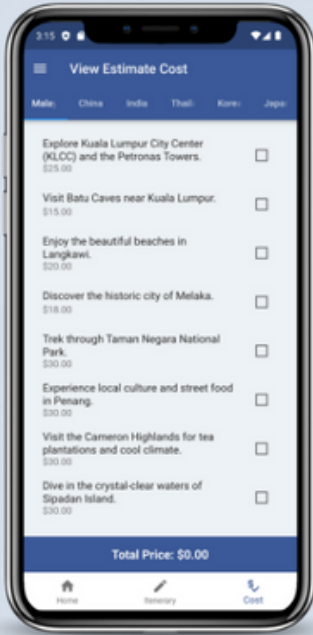 3:15
View Estimate Cost
Malay China India Thail Korea Japan
Explore Kuala Lumpur City Center
(KLCC) and the Petronas Towers.
$25.00
Visit Batu Caves near Kuala Lumpur.
$15.00
Enjoy the beautiful beaches in
Langkawi.
$20.00
Discover the historic city of Melaka.
$18.00
Trek through Taman Negara National
Park.
$30.00
Experience local culture and street food
in Penang.
$30.00
Visit the Cameron Highlands for tea
plantations and cool climate.
$30.00
Dive in the crystal-clear waters of
Sipadan Island.
$30.00
Total Price: $0.00
Home Itenerary Cost